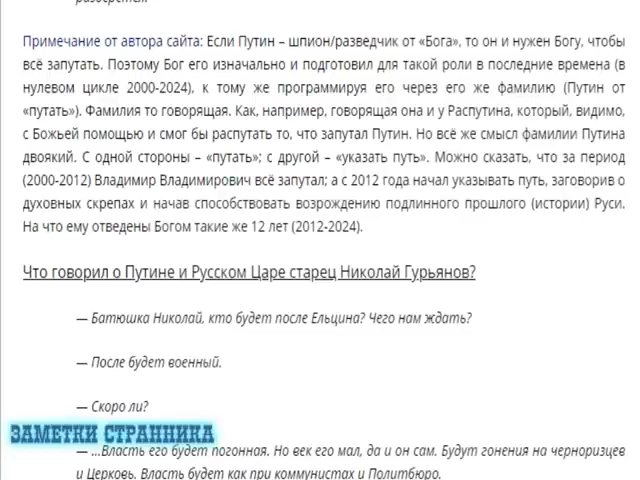 Примечание от автора сайта: Если Путин – шпион/разведчик от «Бога», то он и нужен Богу, чтобы
всё запутать. Поэтому Бог его изначально и подготовил для такой роли в последние времена (в
нулевом цикле 2000-2024), к тому же программируя его через его же фамилию (Путин от
«путать»). Фамилия то говорящая. Как, например, говорящая она и у Распутина, который, видимо,
с Божьей помощью и смог бы распутать то, что запутал Путин. Но всё же смысл фамилии Путина
двоякий. С одной стороны – «путать»; с другой – «указать путь». Можно сказать, что за период
(2000-2012) Владимир Владимирович всё запутал; а с 2012 года начал указывать путь, заговорив о
духовных скрепах и начав способствовать возрождению подлинного прошлого (истории) Руси.
На что ему отведены Богом такие же 12 лет (2012-2024).
Что говорил о Путине и Русском Царе старец Николай Гурьянов?
— Батюшка Николай, кто будет после Ельцина? Чего нам ждать?
— После будет военный.
— Скоро ли?
ЗАМЕТКИ СТРАННИКА
— ...Власть его будет погонная. Но век его мал, да и он сам. Будут гонения на черноризцев
и Церковь. Власть будет как при коммунистах и Политбюро.